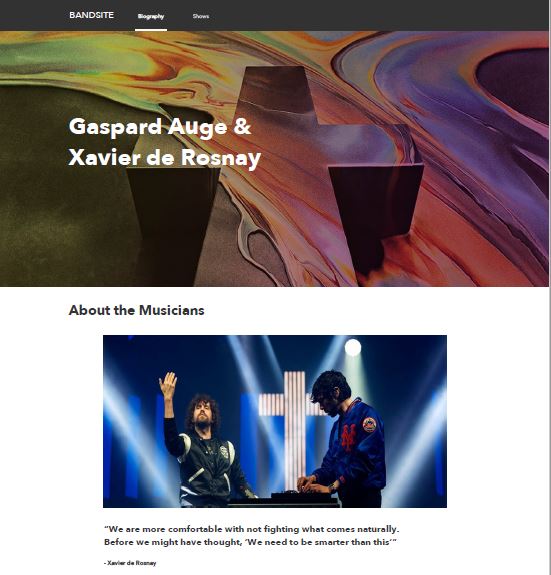 BANDSITE Biography Shows
Gaspard Auge &
Xavier de Rosnay
About the Musicians
“We are more comfortable with not fighting what comes naturally.
Before we might have thought, ‘We need to be smarter than this’”
- Xavier de Rosnay